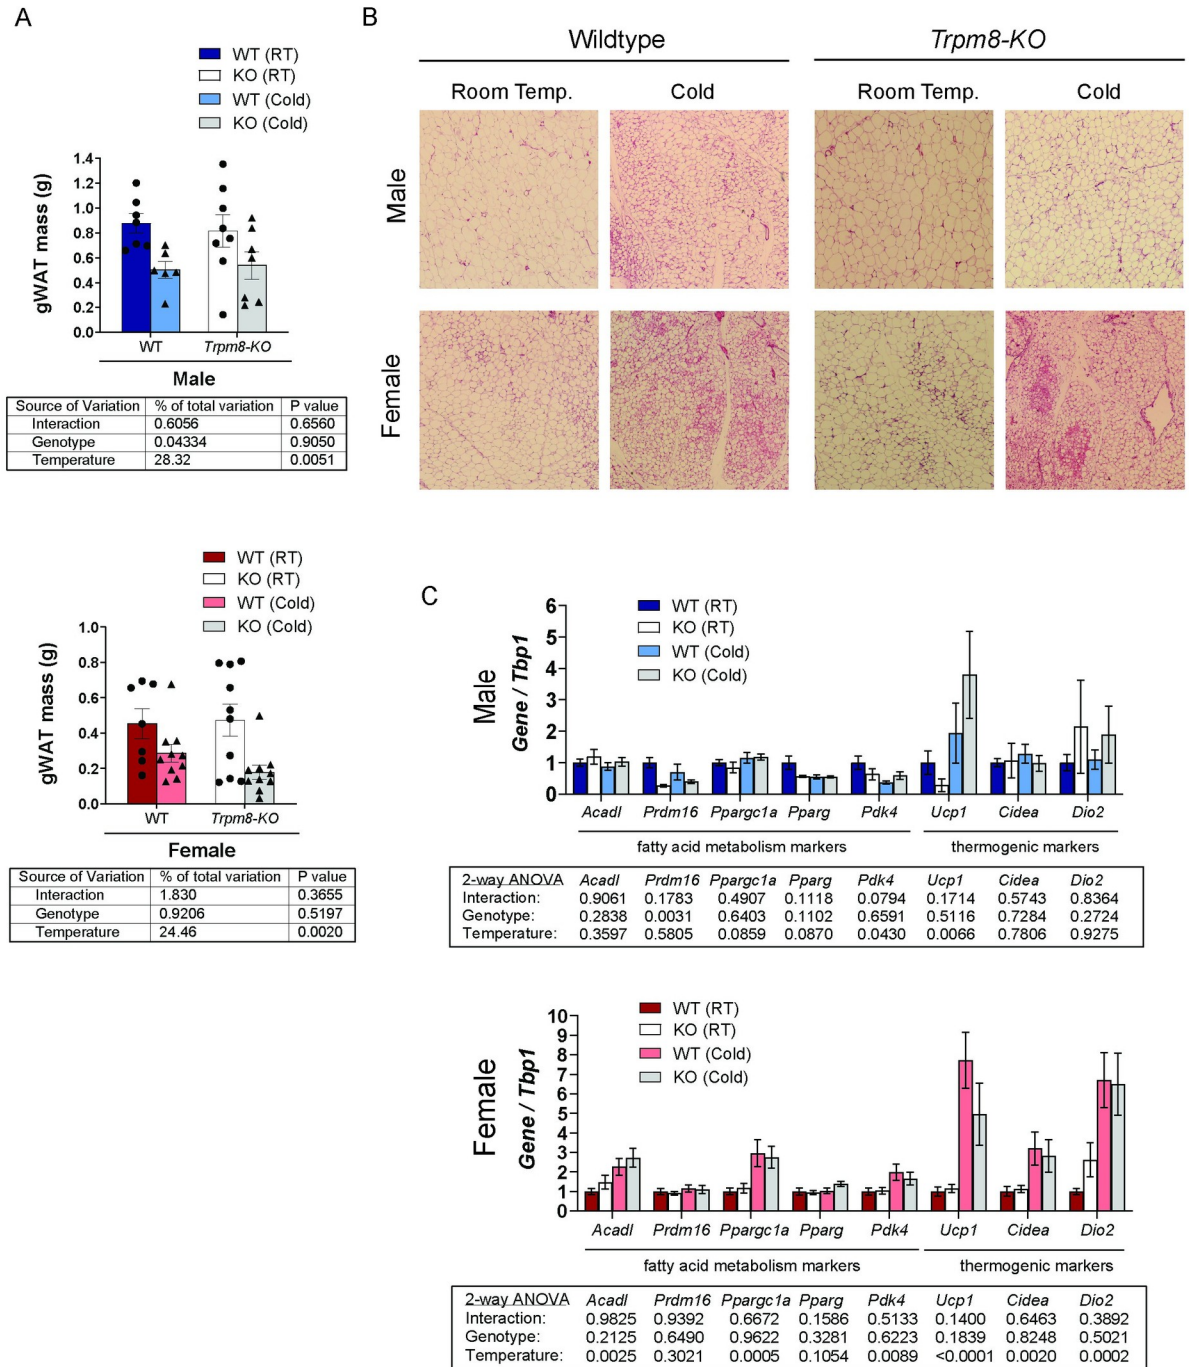 A
WT (RT)
KO (RT)
WT (Cold)
KO (Cold)
gWAT mass (g)
1.4
1.2
1.0
0.8
0.6
0.4
0.2
0.0
WT Trpm8-KO
Male
Source of Variation % of total variation P value
Interaction 0.6056 0.6560
Genotype 0.04334 0.9050
Temperature 28.32 0.0051
WT (RT)
KO (RT)
WT (Cold)
KO (Cold)
gWAT mass (g)
1.0
0.8
0.6
0.4
0.2
0.0
WT Trpm8-KO
Female
Source of Variation % of total variation P value
Interaction 1.830 0.3655
Genotype 0.9206 0.5197
Temperature 24.46 0.0020
B
Wildtype Trpm8-KO
Room Temp. Cold Room Temp. Cold
Male
Female
C
WT (RT)
KO (RT)
WT (Cold)
KO (Cold)
Male
Gene / Tbp1
6
5
4
3
2
1
0
Acadl Prdm16 Ppargc1a Pparg Pdk4 Ucp1 Cidea Dio2
fatty acid metabolism markers thermogenic markers
2-way ANOVA Acadl Prdm16 Ppargc1a Pparg Pdk4 Ucp1 Cidea Dio2
Interaction: 0.9061 0.1783 0.4907 0.1118 0.0794 0.1714 0.5743 0.8364
Genotype: 0.2838 0.0031 0.6403 0.1102 0.6591 0.5116 0.7284 0.2724
Temperature: 0.3597 0.5805 0.0859 0.0870 0.0430 0.0066 0.7806 0.9275
WT (RT)
KO (RT)
WT (Cold)
KO (Cold)
Female
Gene / Tbp1
10
9
8
7
6
5
4
3
2
1
0
Acadl Prdm16 Ppargc1a Pparg Pdk4 Ucp1 Cidea Dio2
fatty acid metabolism markers thermogenic markers
2-way ANOVA Acadl Prdm16 Ppargc1a Pparg Pdk4 Ucp1 Cidea Dio2
Interaction: 0.9825 0.9392 0.6672 0.1586 0.5133 0.1400 0.6463 0.3892
Genotype: 0.2125 0.6490 0.9622 0.3281 0.6223 0.1839 0.8248 0.5021
Temperature: 0.0025 0.3021 0.0005 0.1054 0.0089 <0.0001 0.0020 0.0002